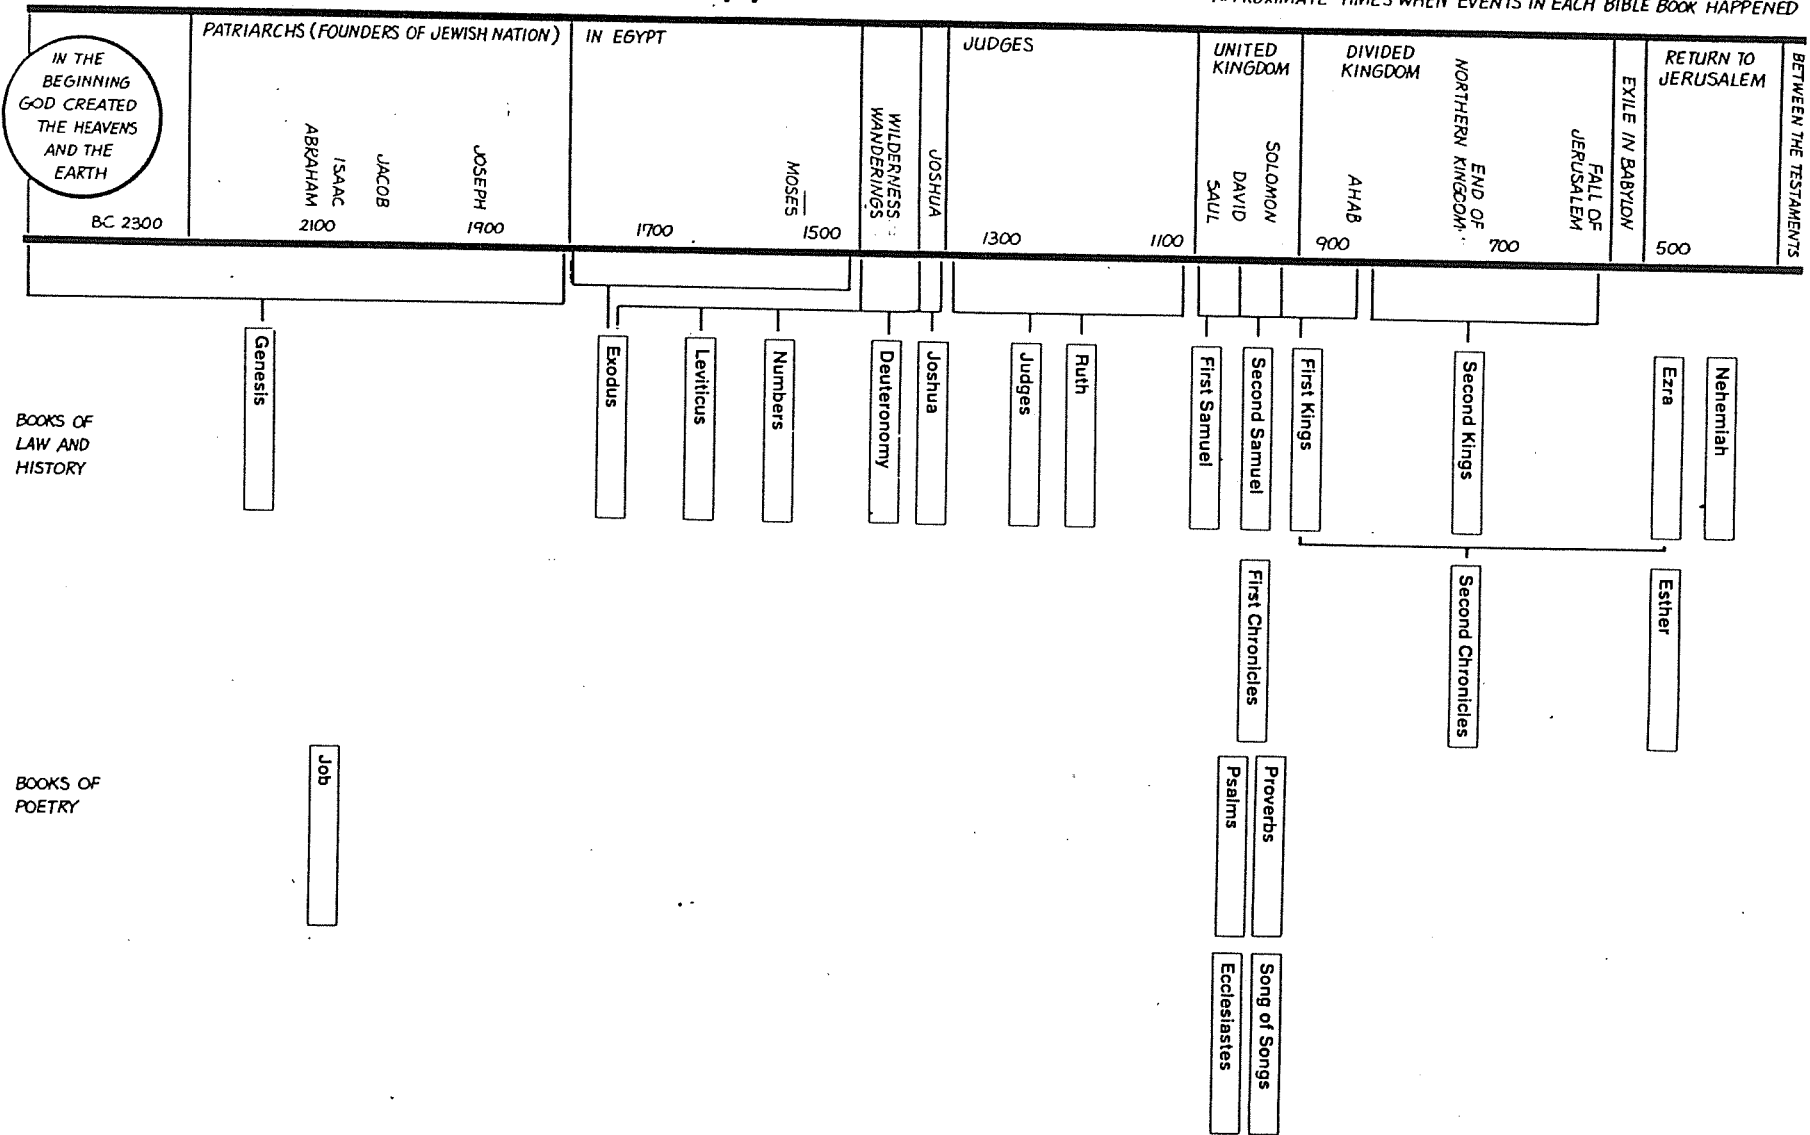 APPROXIMATE TIMES WHEN EVENTS IN EACH BIBLE BOOK HAPPENED
IN THE
BEGINNING
GOD CREATED
THE HEAVENS
AND THE
EARTH
PATRIARCHS (FOUNDERS OF JEWISH NATION)
IN EGYPT
WILDERNESS
WANDERINGS
JOSHUA
JUDGES
UNITED
KINGDOM
DIVIDED
KINGDOM
EXILE IN BABYLON
RETURN TO
JERUSALEM
BETWEEN THE TESTAMENTS
ABRAHAM
ISAAC
JACOB
JOSEPH
MOSES
SAUL
DAVID
SOLOMON
AHAB
END OF
NORTHERN KINGDOM
FALL OF
JERUSALEM
BC 2300
2100
1900
1700
1500
1300
1100
900
700
500
BOOKS OF
LAW AND
HISTORY
Genesis
Exodus
Leviticus
Numbers
Deuteronomy
Joshua
Judges
Ruth
First Samuel
Second Samuel
First Kings
Second Kings
Ezra
Nehemiah
First Chronicles
Second Chronicles
Esther
BOOKS OF
POETRY
Job
Psalms
Proverbs
Ecclesiastes
Song of Songs